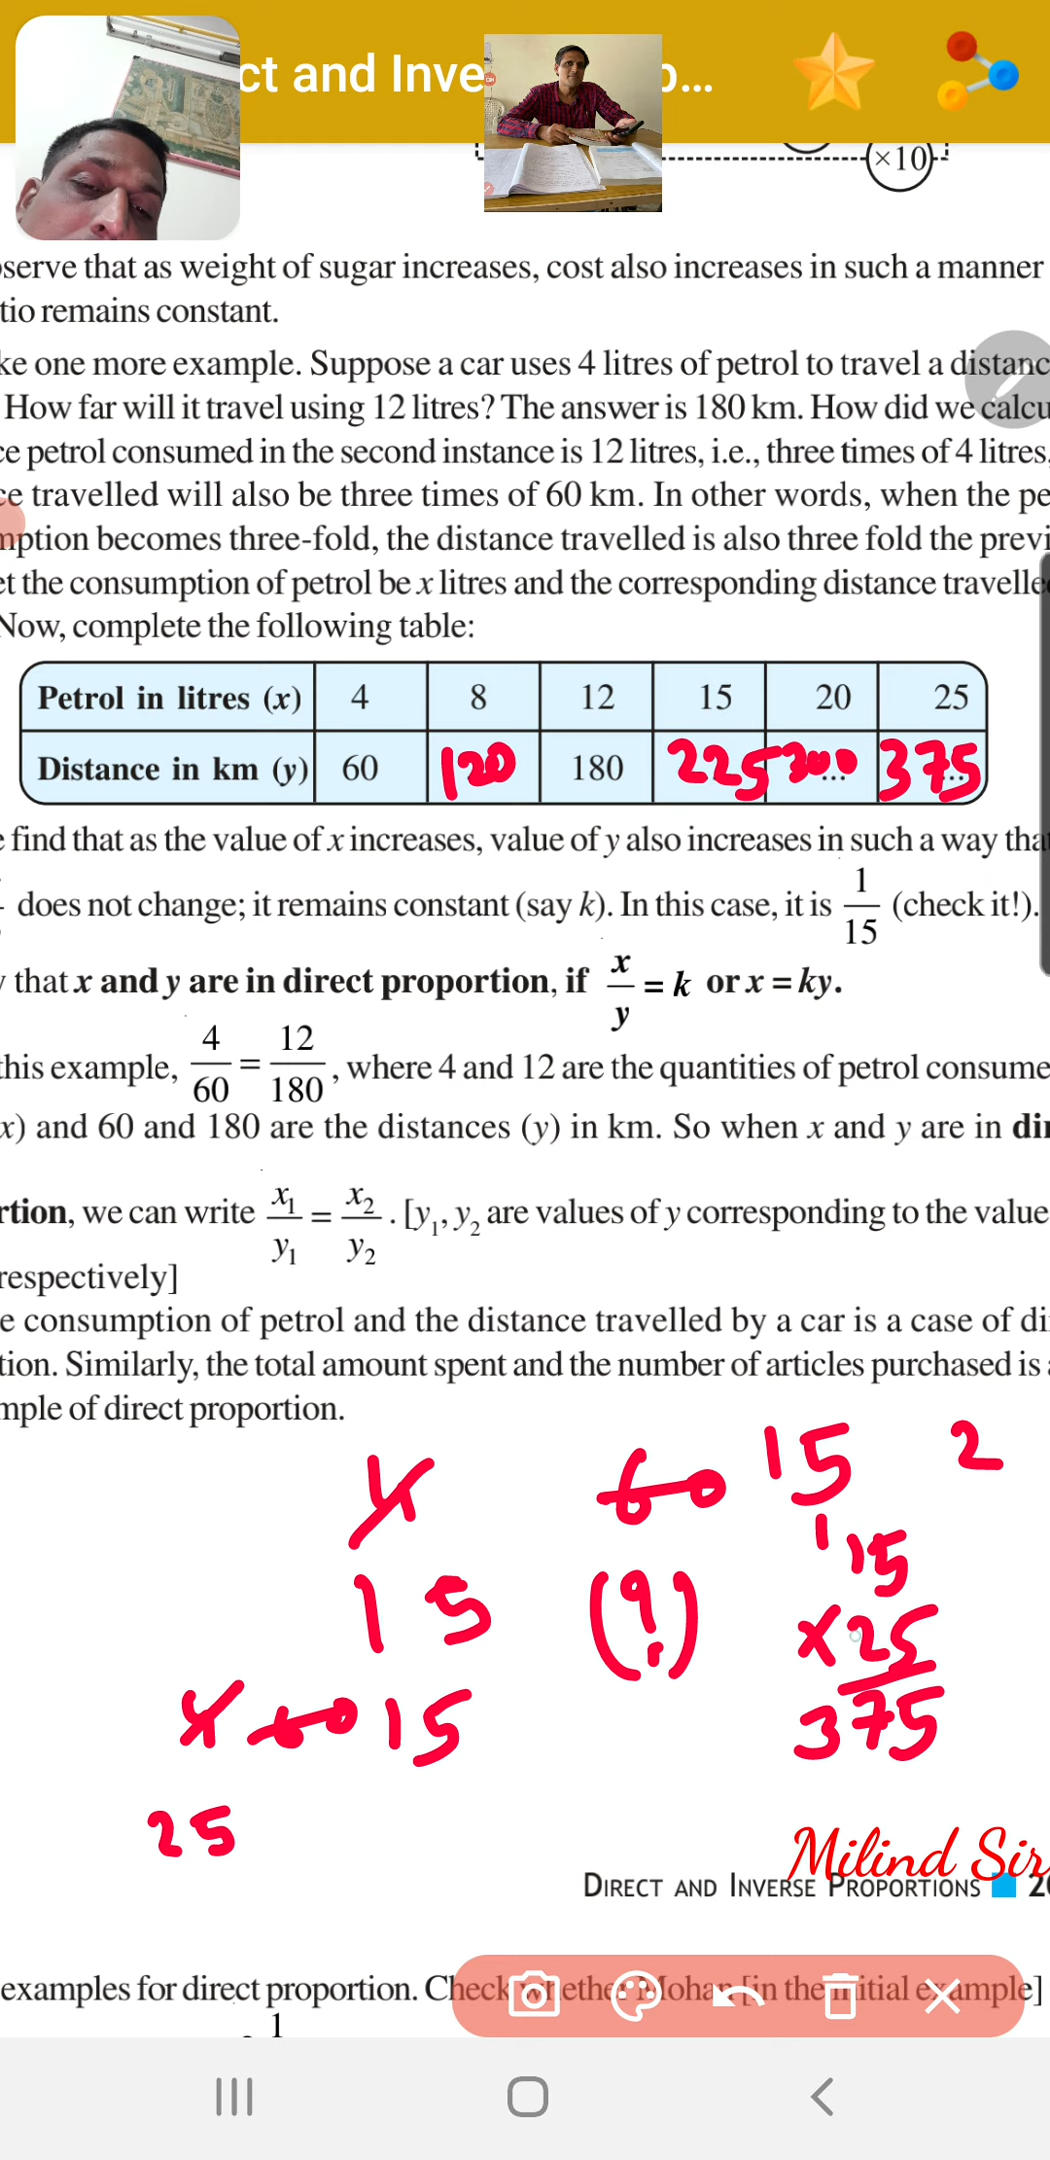 ct and Inve
...
×10
serve that as weight of sugar increases, cost also increases in such a manner
tio remains constant.
ke one more example. Suppose a car uses 4 litres of petrol to travel a distanc
How far will it travel using 12 litres? The answer is 180 km. How did we calcu
ce petrol consumed in the second instance is 12 litres, i.e., three times of 4 litres,
ce travelled will also be three times of 60 km. In other words, when the pe
mption becomes three-fold, the distance travelled is also three fold the previ
et the consumption of petrol be x litres and the corresponding distance travelle
Now, complete the following table:
Petrol in litres (x) 4 8 12 15 20 25
Distance in km (y) 60 120 180 225 300 375
e find that as the value of x increases, value of y also increases in such a way tha
does not change; it remains constant (say k). In this case, it is 1/15 (check it!).
that x and y are in direct proportion, if x/y = k or x = ky.
this example, 4/60 = 12/180, where 4 and 12 are the quantities of petrol consume
x) and 60 and 180 are the distances (y) in km. So when x and y are in dir
rtion, we can write x₁/y₁ = x₂/y₂. [y₁, y₂ are values of y corresponding to the value
respectively]
e consumption of petrol and the distance travelled by a car is a case of di
tion. Similarly, the total amount spent and the number of articles purchased is
mple of direct proportion.
4 60 15 2
1 15
15 (?) ×25
4 60 15 375
25
Milind Sir
DIRECT AND INVERSE PROPORTIONS 2
examples for direct proportion. Check whether Mohan [in the initial example]
1